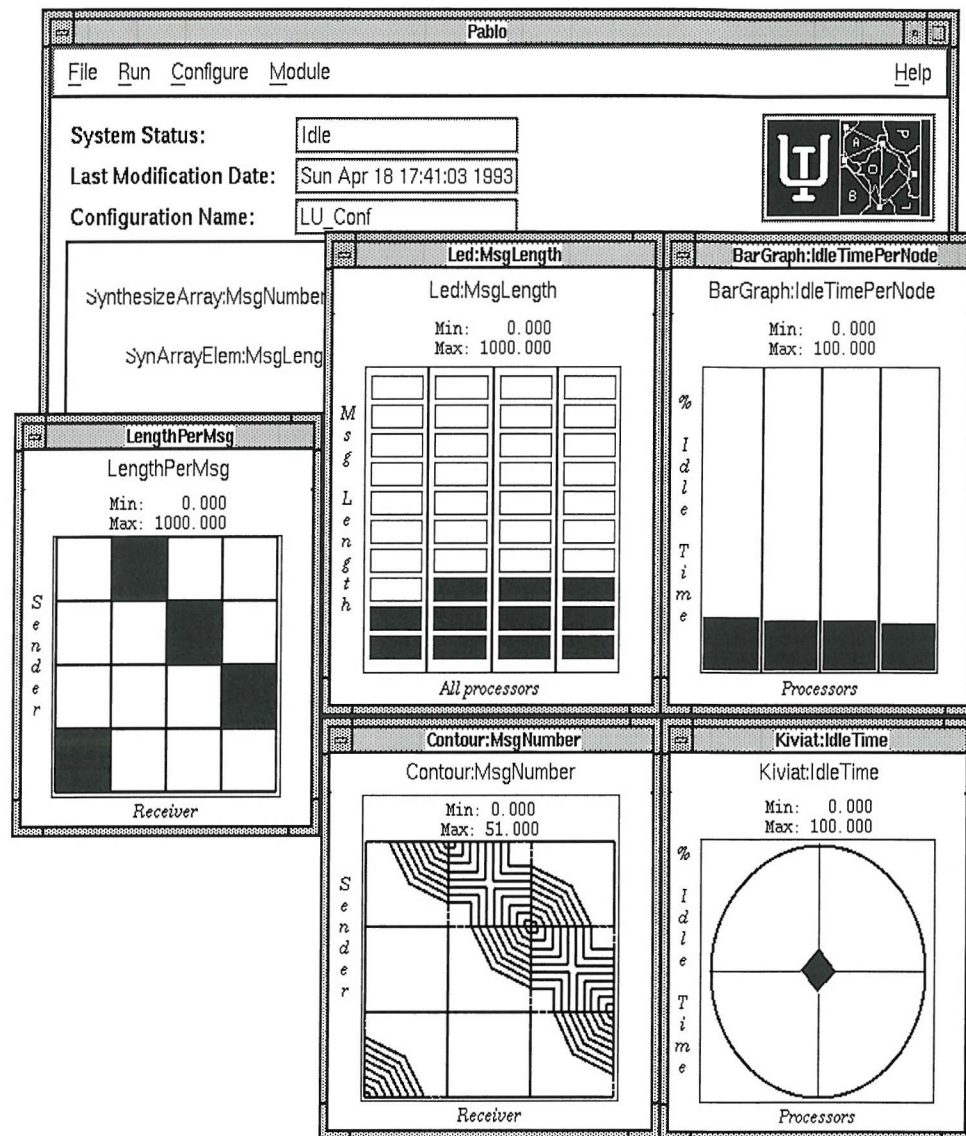 Pablo
File Run Configure Module Help
System Status: Idle
Last Modification Date: Sun Apr 18 17:41:03 1993
Configuration Name: LU_Conf
SynthesizeArray:MsgNumber
SynArrayElem:MsgLeng
Led:MsgLength
Led:MsgLength
Min: 0.000
Max: 1000.000
Msg Length
All processors
BarGraph:IdleTimePerNode
BarGraph:IdleTimePerNode
Min: 0.000
Max: 100.000
% Idle Time
Processors
LengthPerMsg
LengthPerMsg
Min: 0.000
Max: 1000.000
Sender
Receiver
Contour:MsgNumber
Contour:MsgNumber
Min: 0.000
Max: 51.000
Sender
Receiver
Kiviat:IdleTime
Kiviat:IdleTime
Min: 0.000
Max: 100.000
% Idle Time
Processors